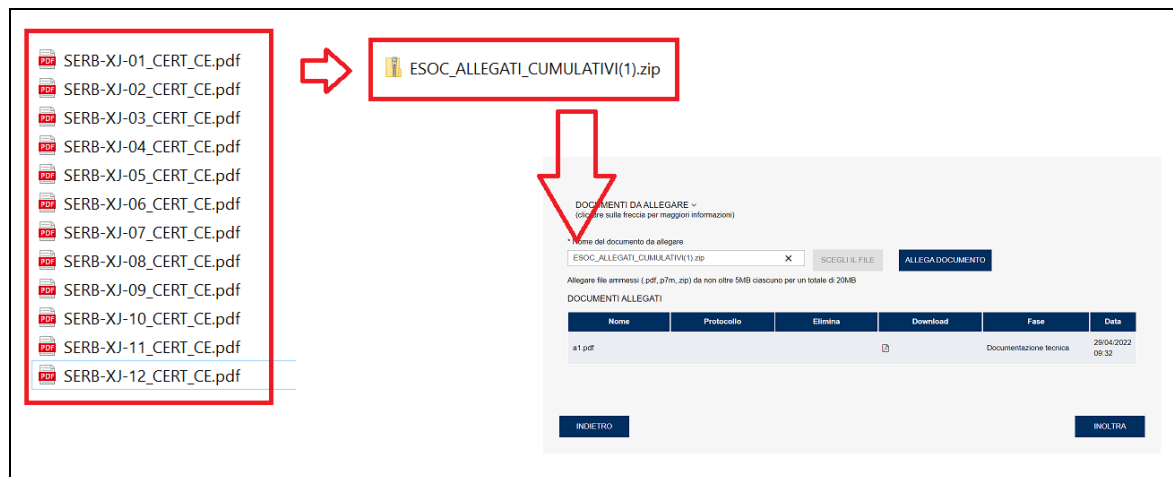 SERB-XJ-01_CERT_CE.pdf
SERB-XJ-02_CERT_CE.pdf
SERB-XJ-03_CERT_CE.pdf
SERB-XJ-04_CERT_CE.pdf
SERB-XJ-05_CERT_CE.pdf
SERB-XJ-06_CERT_CE.pdf
SERB-XJ-07_CERT_CE.pdf
SERB-XJ-08_CERT_CE.pdf
SERB-XJ-09_CERT_CE.pdf
SERB-XJ-10_CERT_CE.pdf
SERB-XJ-11_CERT_CE.pdf
SERB-XJ-12_CERT_CE.pdf
ESOC_ALLEGATI_CUMULATIVI(1).zip
DOCUMENTI DA ALLEGARE
(cliccare sulla freccia per maggiori informazioni)
* Nome del documento da allegare
ESOC_ALLEGATI_CUMULATIVI(1).zip X SCEGLI IL FILE ALLEGA DOCUMENTO
Allegare file ammessi (.pdf,.p7m,.zip) da non oltre 5MB ciascuno per un totale di 20MB
DOCUMENTI ALLEGATI
Nome Protocollo Elimina Download Fase Data
a1.pdf Documentazione tecnica 29/04/2022
09:32
INDIETRO INOLTRA